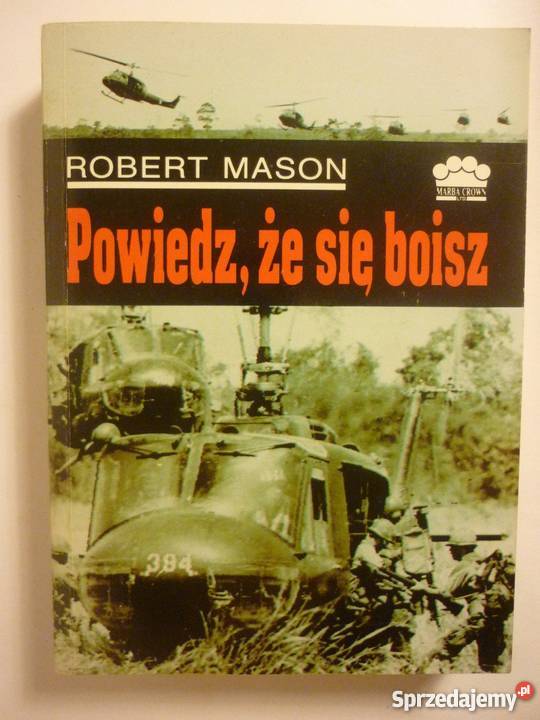 ROBERT MASON
MARBA CROWN
Powiedz, że się boisz
384
Sprzedajemy.pl